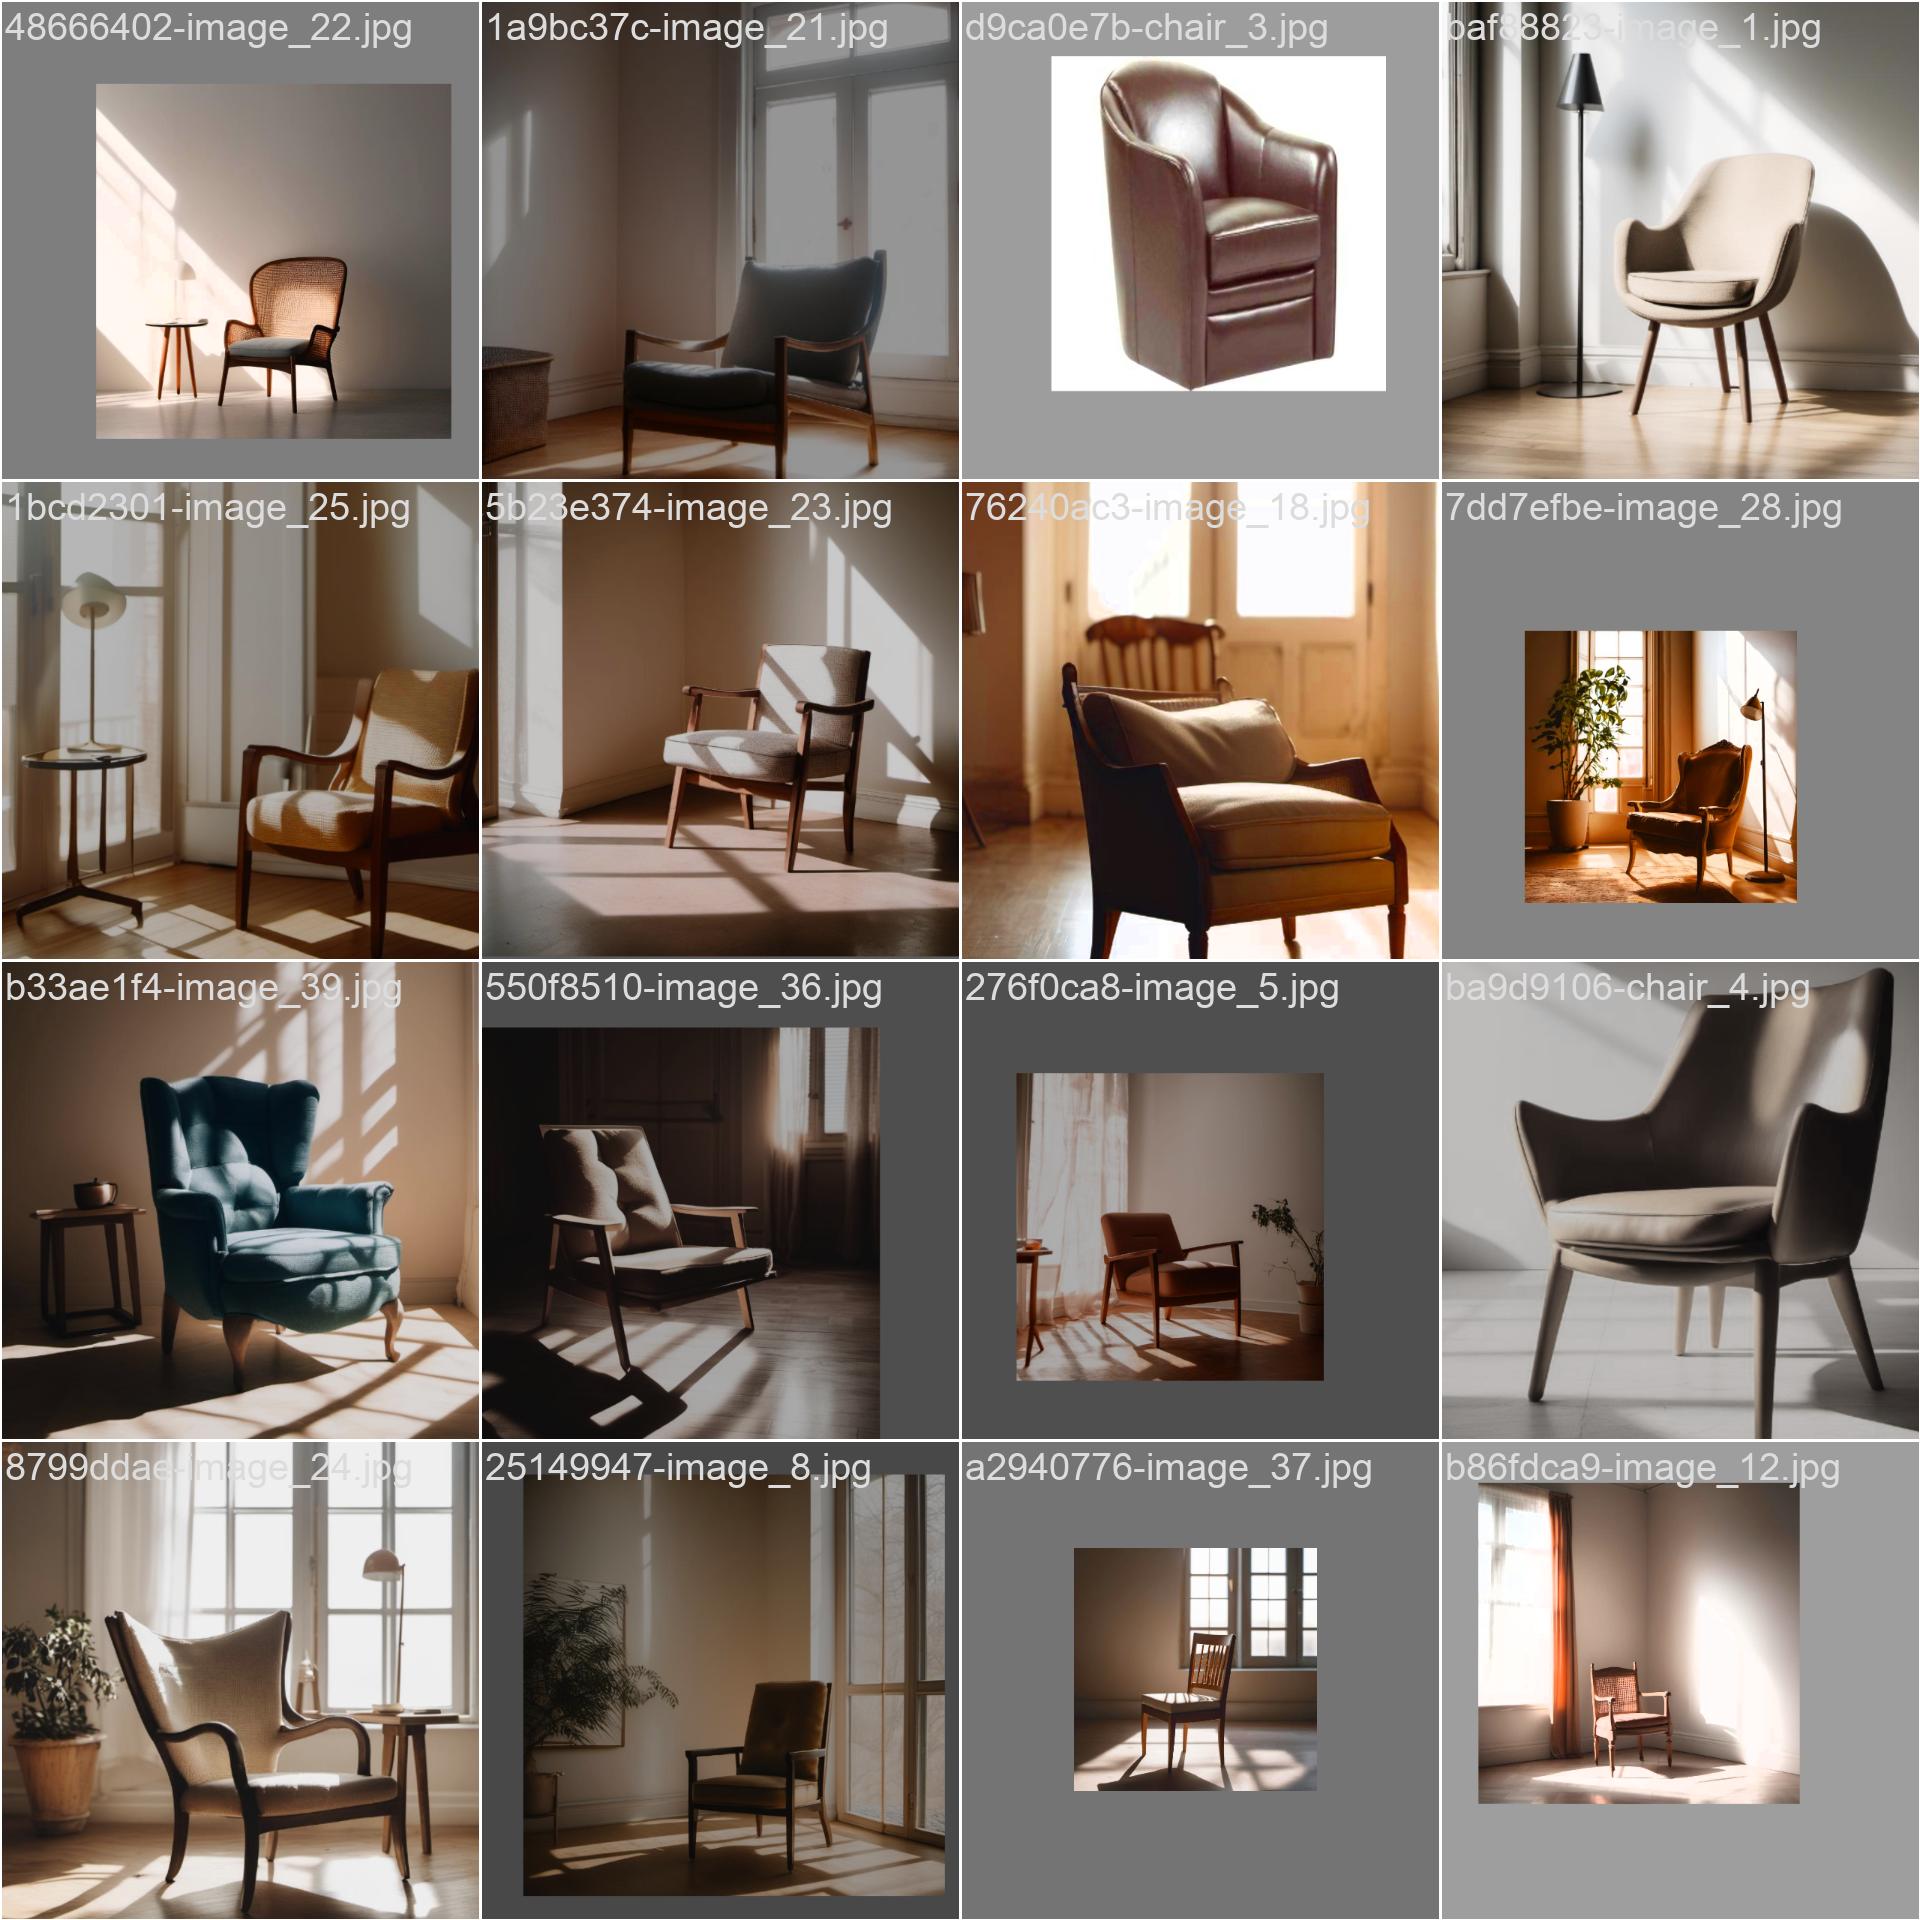 48666402-image_22.jpg
1a9bc37c-image_21.jpg
d9ca0e7b-chair_3.jpg
baf88823-image_1.jpg
1bcd2301-image_25.jpg
5b23e374-image_23.jpg
76240ac3-image_18.jpg
7dd7efbe-image_28.jpg
b33ae1f4-image_39.jpg
550f8510-image_36.jpg
276f0ca8-image_5.jpg
ba9d9106-chair_4.jpg
8799ddae-image_24.jpg
25149947-image_8.jpg
a2940776-image_37.jpg
b86fdca9-image_12.jpg